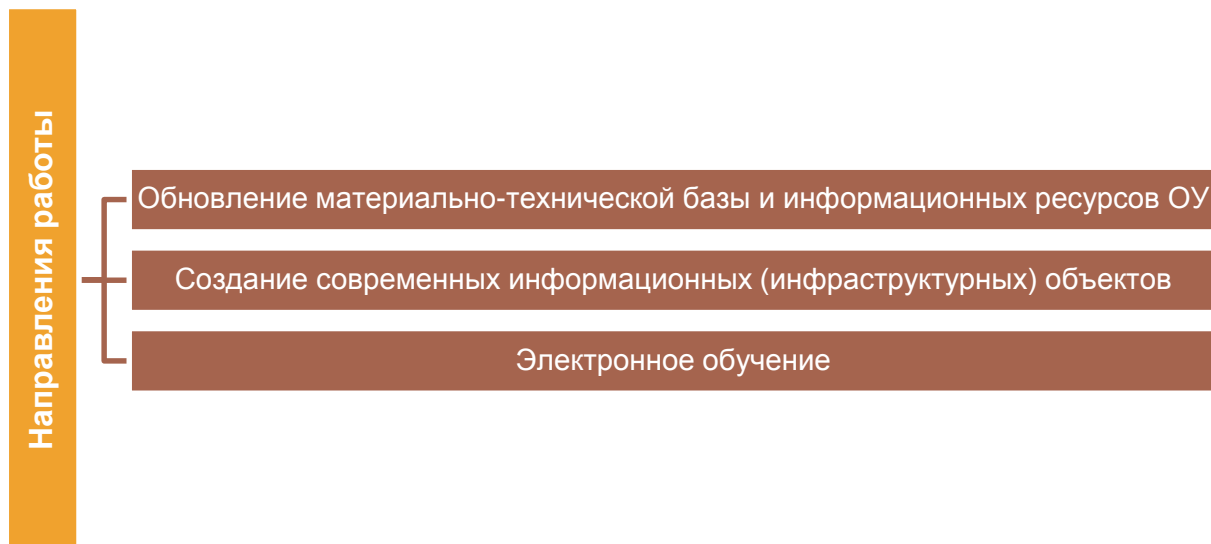 Направления работы
Обновление материально-технической базы и информационных ресурсов ОУ
Создание современных информационных (инфраструктурных) объектов
Электронное обучение